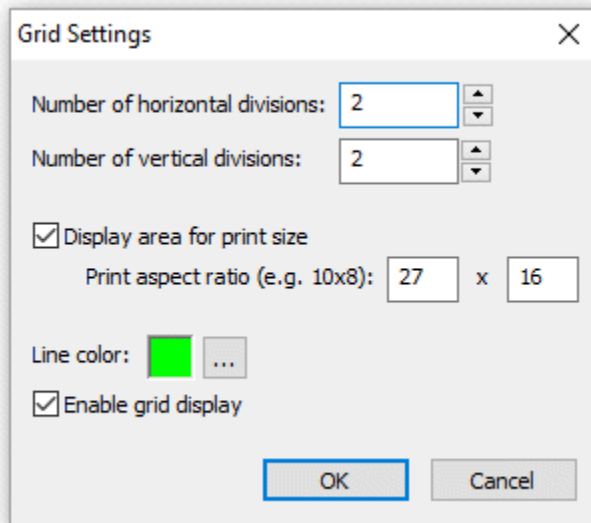 Grid Settings
Number of horizontal divisions: 2
Number of vertical divisions: 2
Display area for print size
Print aspect ratio (e.g. 10x8): 27 x 16
Line color: ...
Enable grid display
OK Cancel